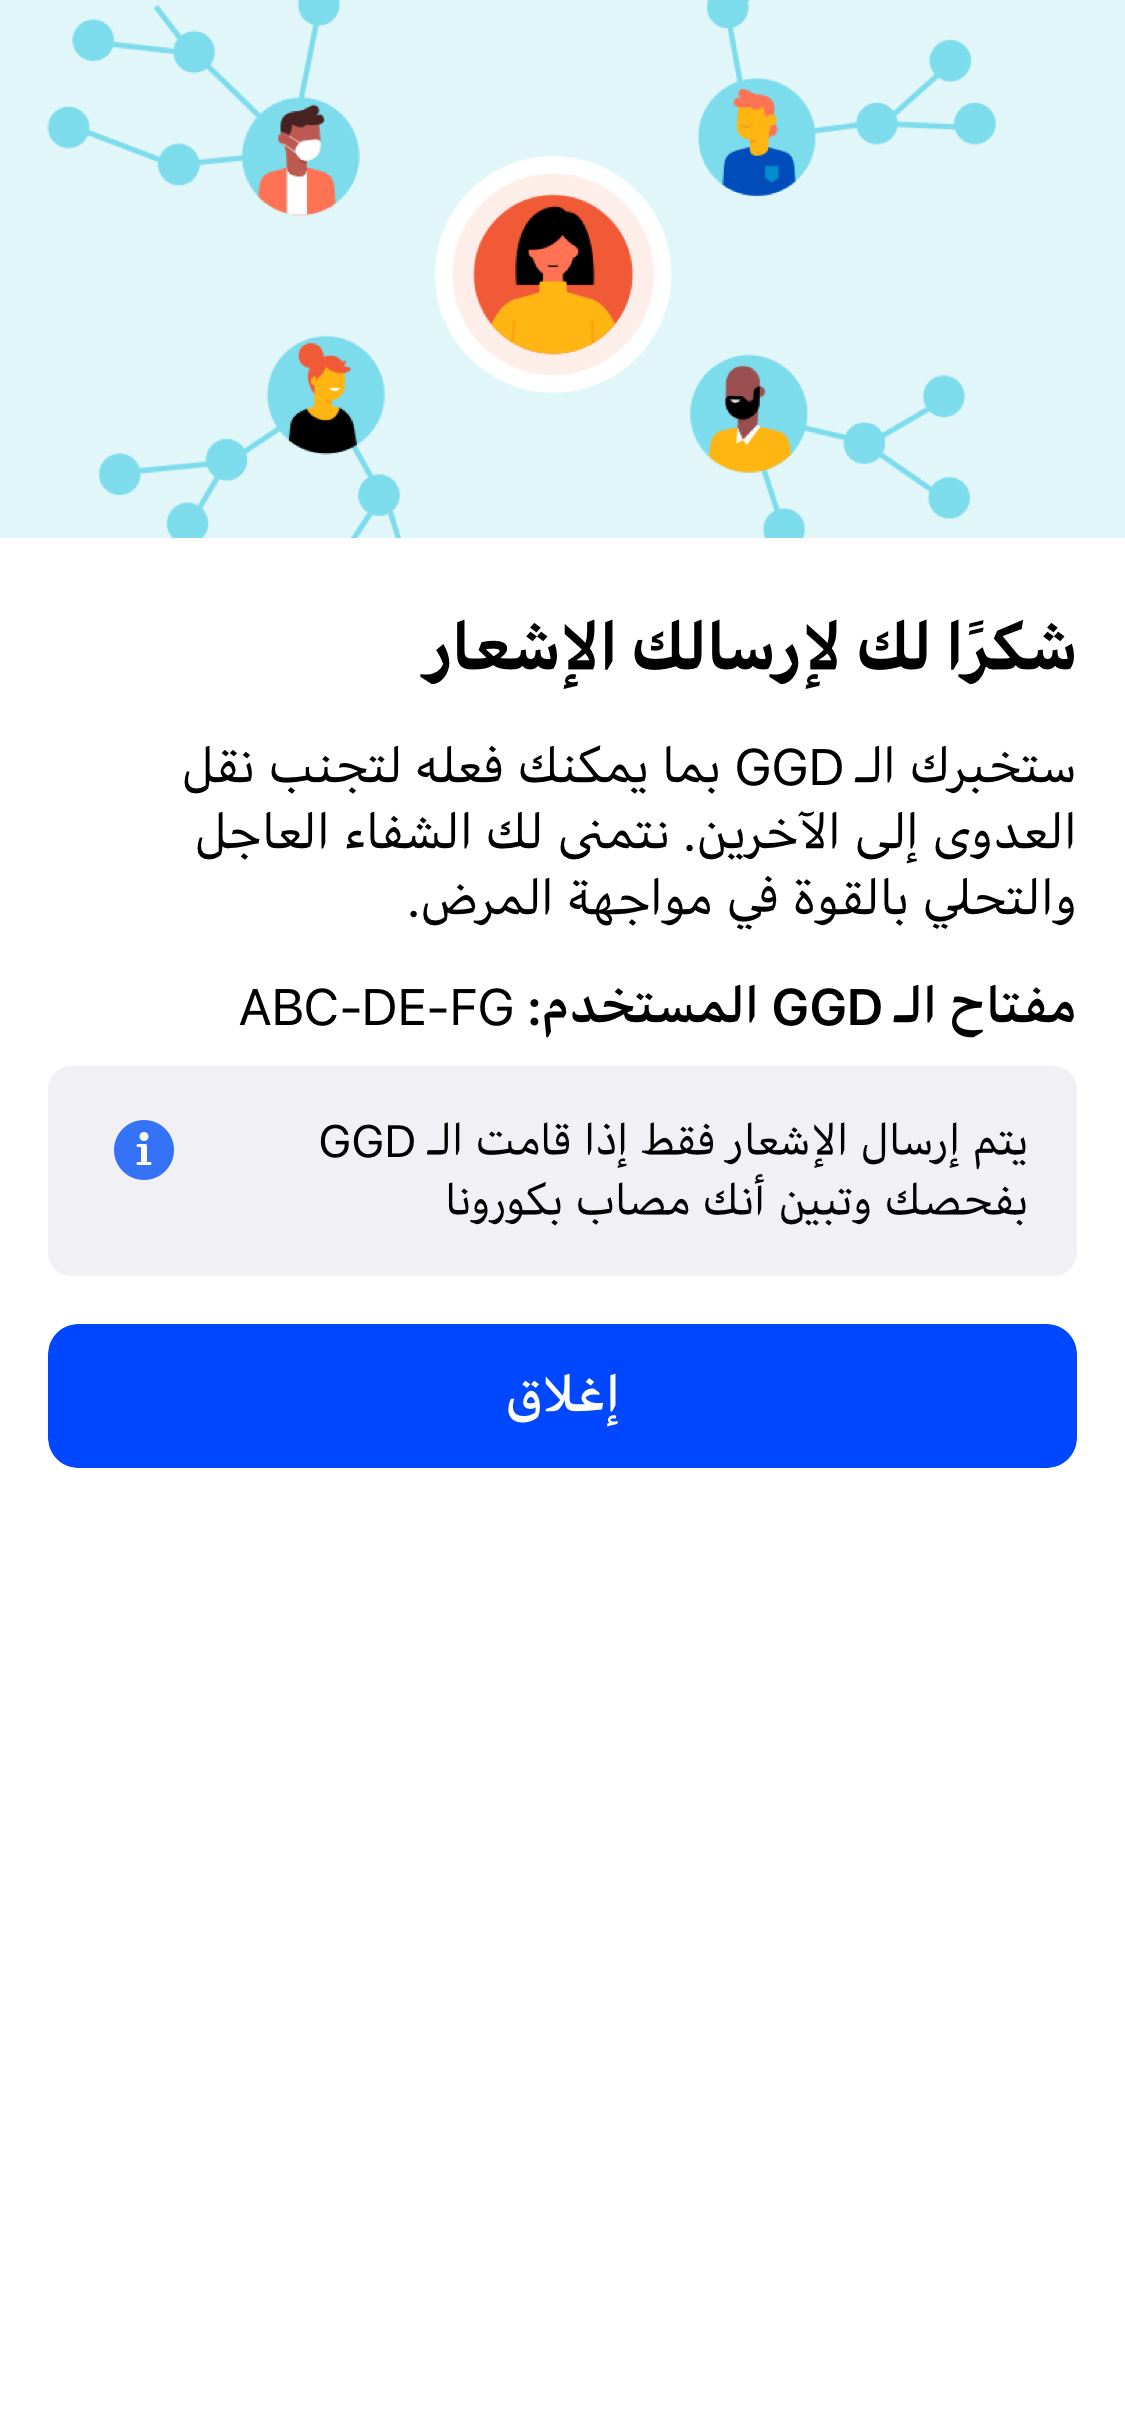 شكرًا لك لإرسالك الإشعار
ستخبرك الـ GGD بما يمكنك فعله لتجنب نقل
العدوى إلى الآخرين. نتمنى لك الشفاء العاجل
والتحلي بالقوة في مواجهة المرض.
مفتاح الـ GGD المستخدم: ABC-DE-FG
يتم إرسال الإشعار فقط إذا قامت الـ GGD
بفحصك وتبين أنك مصاب بكورونا
إغلاق